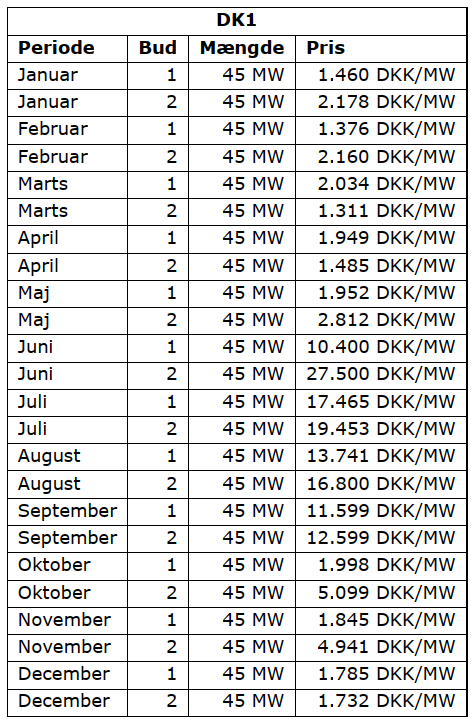 DK1
Periode Bud Mængde Pris
Januar 1 45 MW 1.460 DKK/MW
Januar 2 45 MW 2.178 DKK/MW
Februar 1 45 MW 1.376 DKK/MW
Februar 2 45 MW 2.160 DKK/MW
Marts 1 45 MW 2.034 DKK/MW
Marts 2 45 MW 1.311 DKK/MW
April 1 45 MW 1.949 DKK/MW
April 2 45 MW 1.485 DKK/MW
Maj 1 45 MW 1.952 DKK/MW
Maj 2 45 MW 2.812 DKK/MW
Juni 1 45 MW 10.400 DKK/MW
Juni 2 45 MW 27.500 DKK/MW
Juli 1 45 MW 17.465 DKK/MW
Juli 2 45 MW 19.453 DKK/MW
August 1 45 MW 13.741 DKK/MW
August 2 45 MW 16.800 DKK/MW
September 1 45 MW 11.599 DKK/MW
September 2 45 MW 12.599 DKK/MW
Oktober 1 45 MW 1.998 DKK/MW
Oktober 2 45 MW 5.099 DKK/MW
November 1 45 MW 1.845 DKK/MW
November 2 45 MW 4.941 DKK/MW
December 1 45 MW 1.785 DKK/MW
December 2 45 MW 1.732 DKK/MW